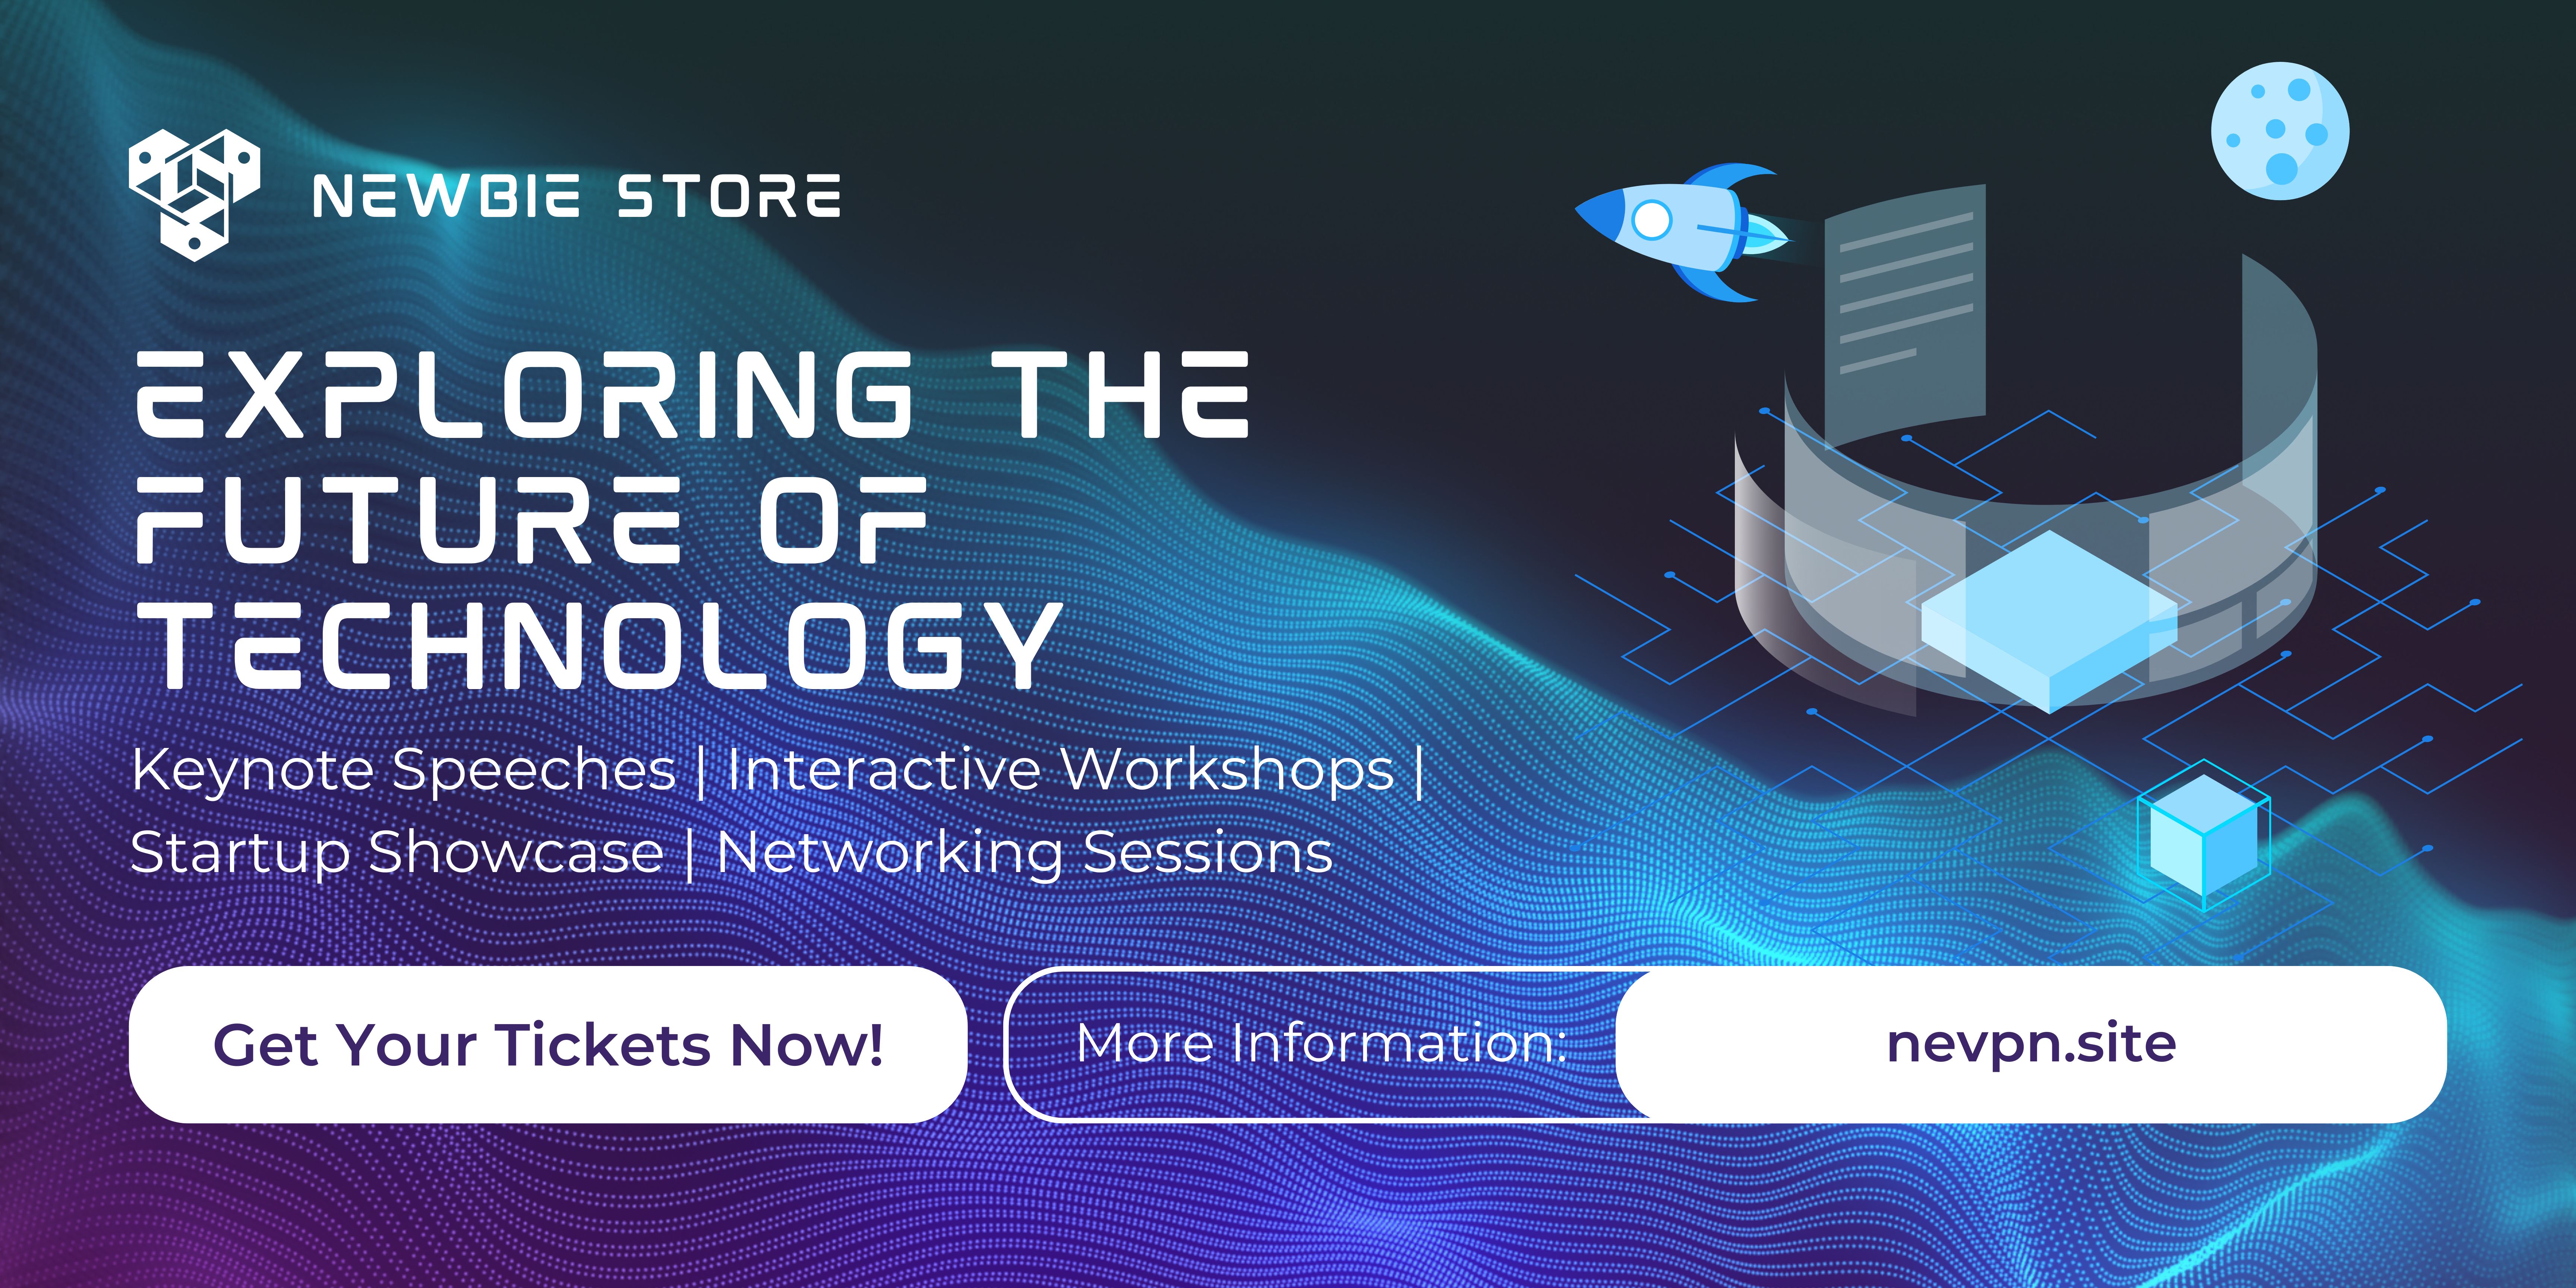 NEWBIE STORE
EXPLORING THE
FUTURE OF
TECHNOLOGY
Keynote Speeches | Interactive Workshops |
Startup Showcase | Networking Sessions
Get Your Tickets Now!
More Information:
nevpn.site